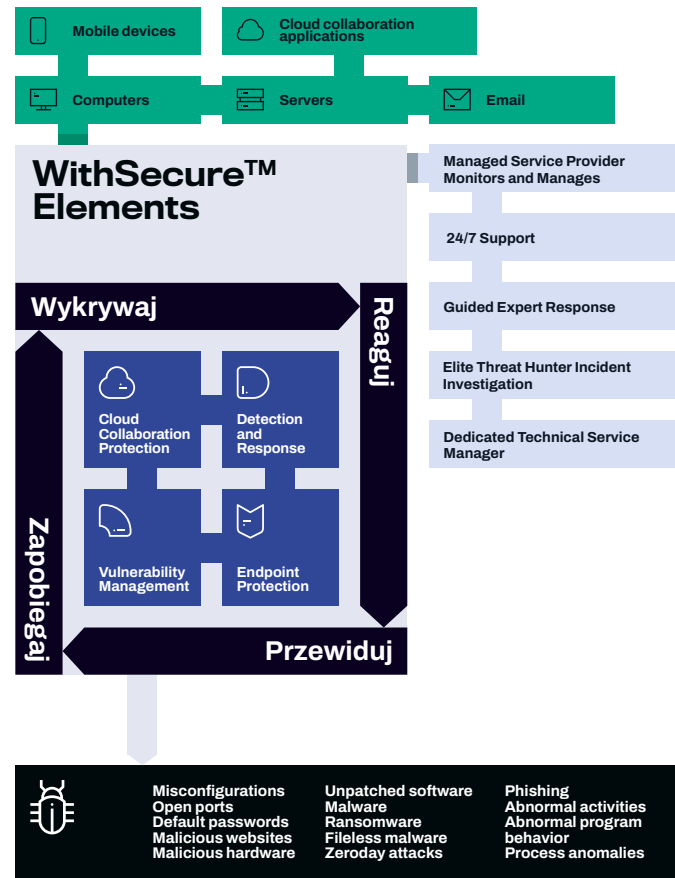 Mobile devices
Cloud collaboration
applications
Computers
Servers
Email
WithSecure™
Elements
Managed Service Provider
Monitors and Manages
24/7 Support
Guided Expert Response
Elite Threat Hunter Incident
Investigation
Dedicated Technical Service
Manager
Wykrywaj
Reaguj
Cloud
Collaboration
Protection
Detection
and
Response
Vulnerability
Management
Endpoint
Protection
Zapobiegaj
Przewiduj
Misconfigurations
Open ports
Default passwords
Malicious websites
Malicious hardware
Unpatched software
Malware
Ransomware
Fileless malware
Zeroday attacks
Phishing
Abnormal activities
Abnormal program
behavior
Process anomalies